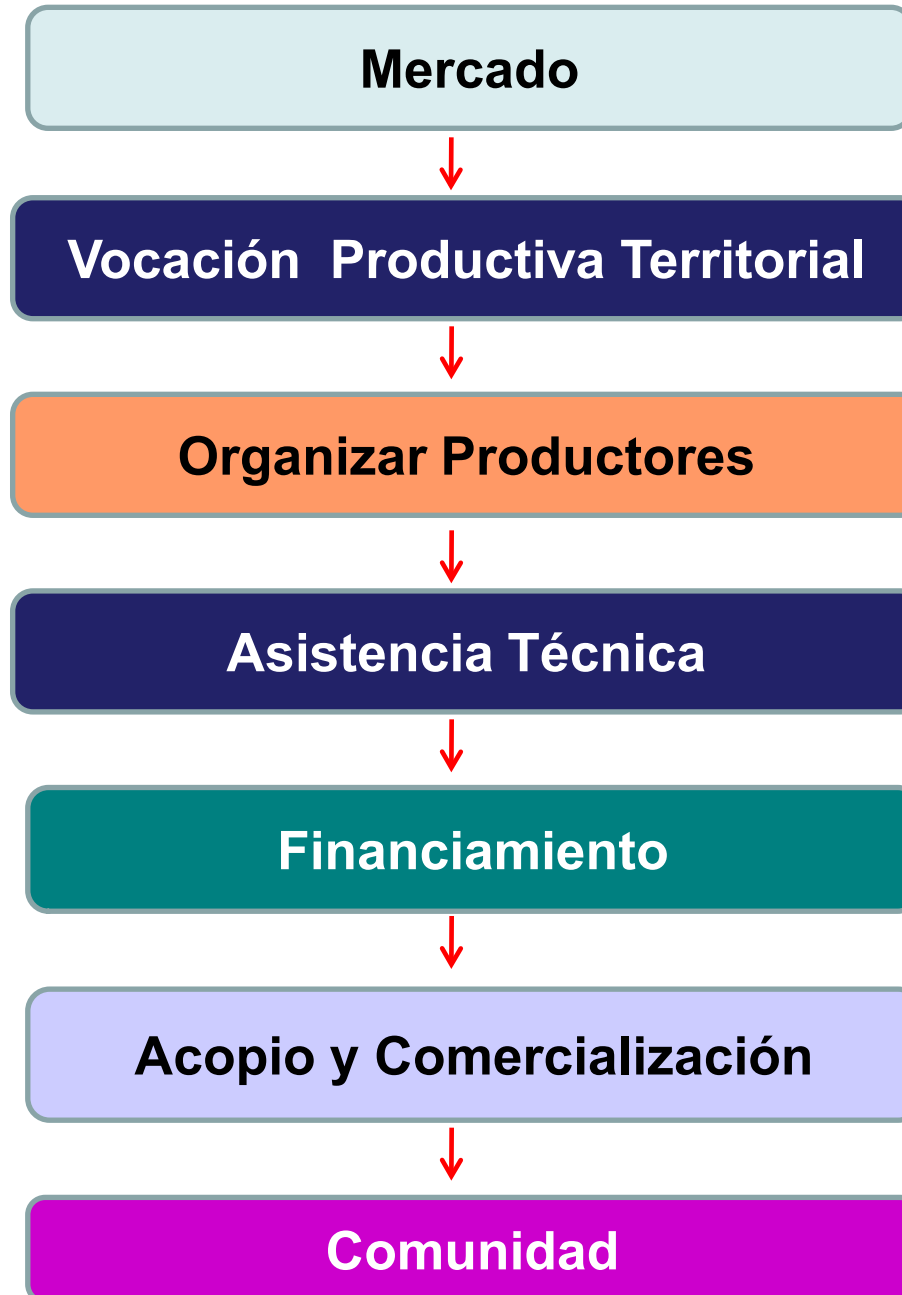 Mercado
Vocación Productiva Territorial
Organizar Productores
Asistencia Técnica
Financiamiento
Acopio y Comercialización
Comunidad